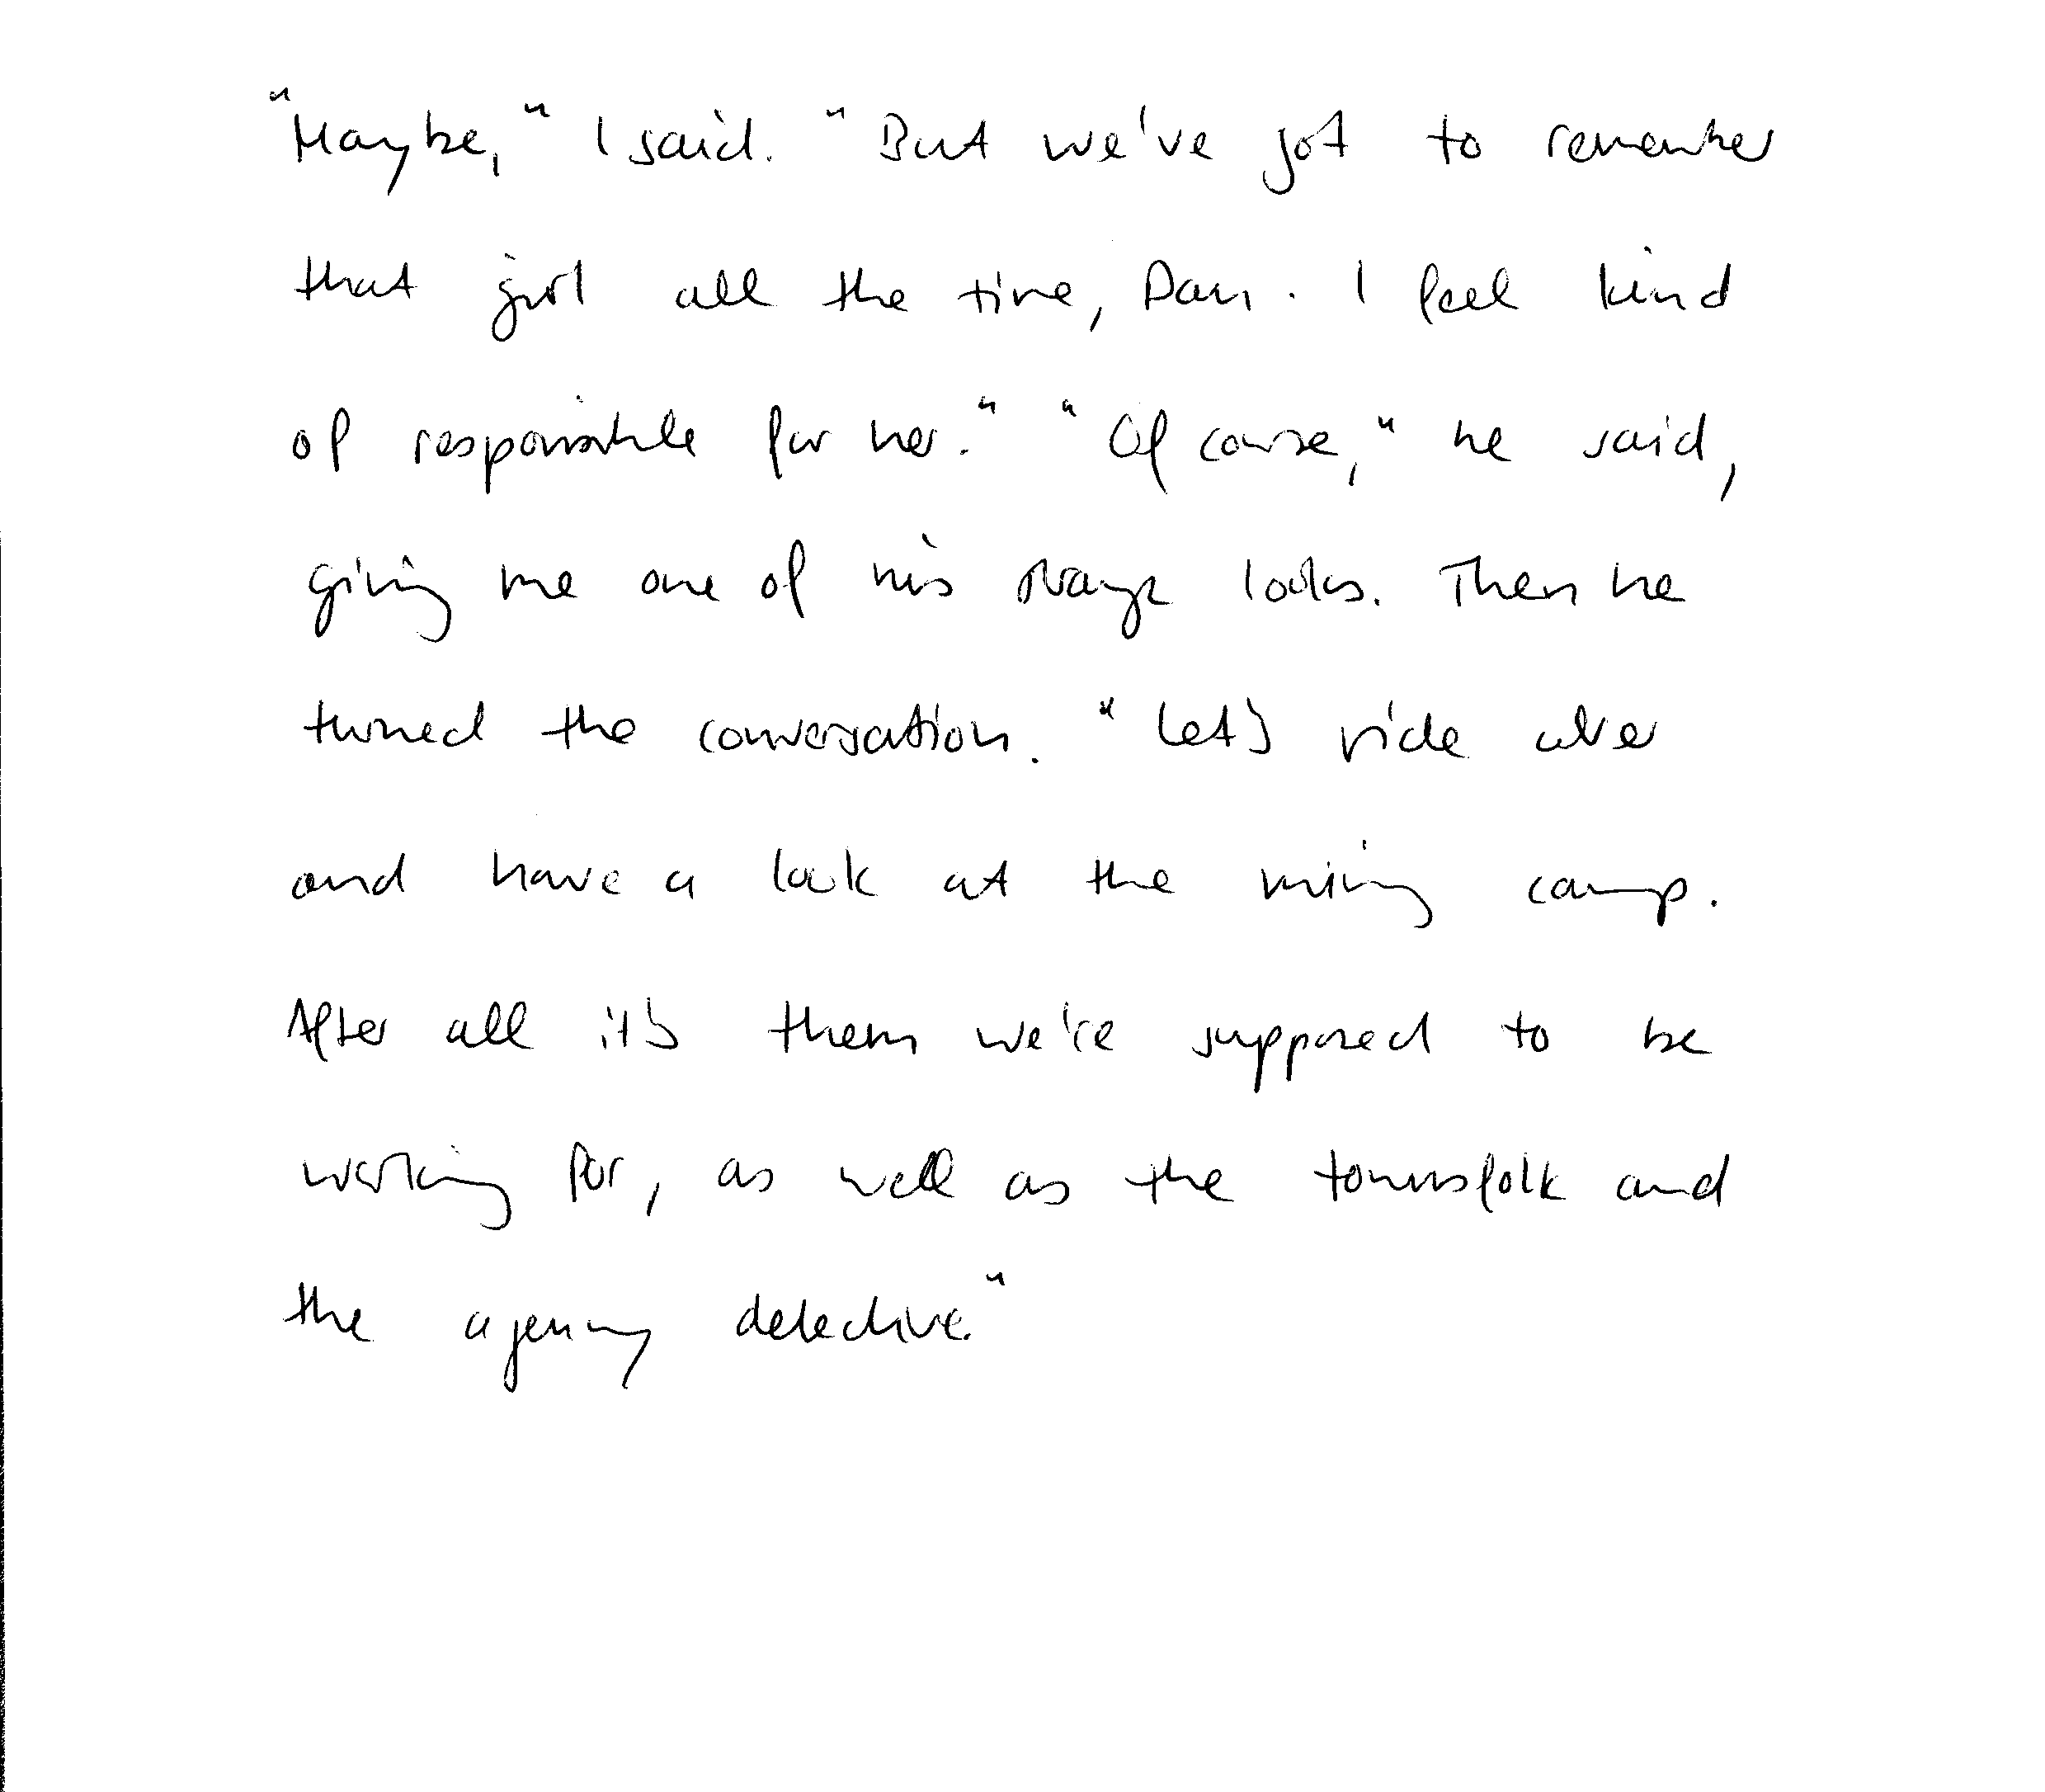 "Maybe," I said. "But we've got to remember
that girl all the time, Dan. I feel kind
of responsible for her." "Of course," he said,
giving me one of his strange looks. Then he
turned the conversation. "Let's ride over
and have a look at the mining camp.
After all it's them we're supposed to be
working for, as well as the townsfolk and
the agency detective."